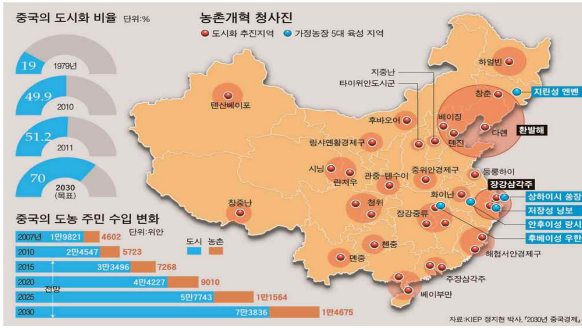 중국의 도시화 비율 단위:%
19
1979년
49.9
2010
51.2
2011
70
2030
(목표)
중국의 도농 주민 수입 변화
단위:위안
2007년 1만9821 4602
도시 농촌
2010 2만4547 5723
2015 3만3496 7268
전망
2020 4만4227 9010
2025 5만7743 1만1564
2030 7만3836 1만4675
농촌개혁 청사진
도시화 추진지역 가정농장 5대 육성 지역
하얼빈
지중난
타이위안도시군
창춘
지린성 옌볜
톈산베이포
후바오어
베이징
다롄
환발해
톈진
링샤옌황경제구
시닝
란저우
관중-톈수이
중위안경제구
둥룽하이
장강삼각주
화이난
상하이시 쑹장
저장성 닝보
안후이성 랑시
후베이성 우한
창중난
청위
장강중류
첸중
해협서안경제구
뎬중
주장삼각주
베이부만
자료:KIEP 정지현 박사, 「2030년 중국경제」